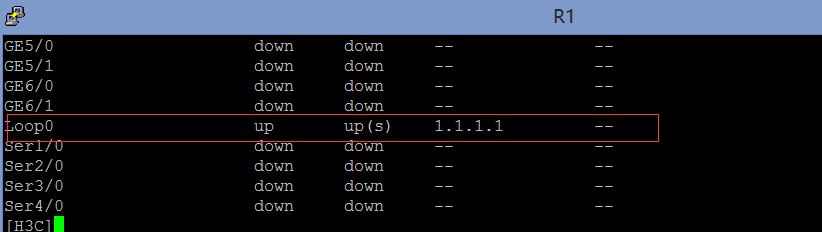 R1
GE5/0 down down -- --
GE5/1 down down -- --
GE6/0 down down -- --
GE6/1 down down -- --
Loop0 up up(s) 1.1.1.1 --
Ser1/0 down down -- --
Ser2/0 down down -- --
Ser3/0 down down -- --
Ser4/0 down down -- --
[H3C]